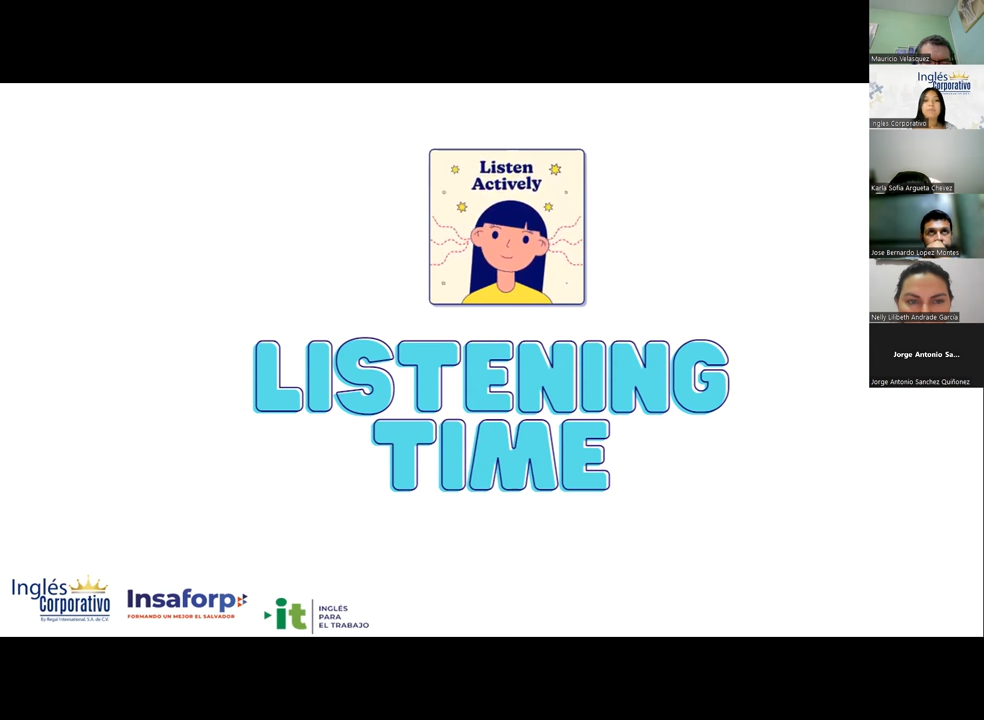 Listen
Actively
LISTENING
TIME
Inglés
Corporativo
By Regal International, S.A. de C.V.
Insaforp
FORMANDO UN MEJOR EL SALVADOR
it
INGLÉS
PARA
EL TRABAJO
Mauricio Velasquez
Inglés
Corporativo
Ingles Corporativo
Karla Sofia Argueta Chevez
Jose Bernardo Lopez Montes
Nelly Lilibeth Andrade García
Jorge Antonio Sa...
Jorge Antonio Sanchez Quiñonez